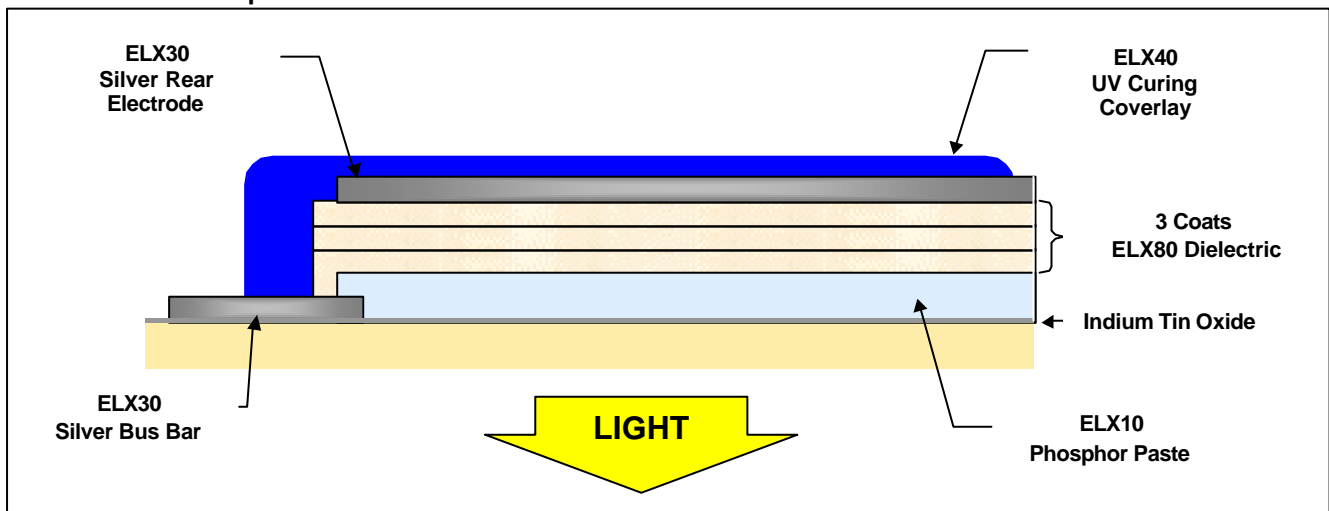 ELX30
Silver Rear
Electrode
ELX40
UV Curing
Coverlay
3 Coats
ELX80 Dielectric
Indium Tin Oxide
ELX30
Silver Bus Bar
LIGHT
ELX10
Phosphor Paste